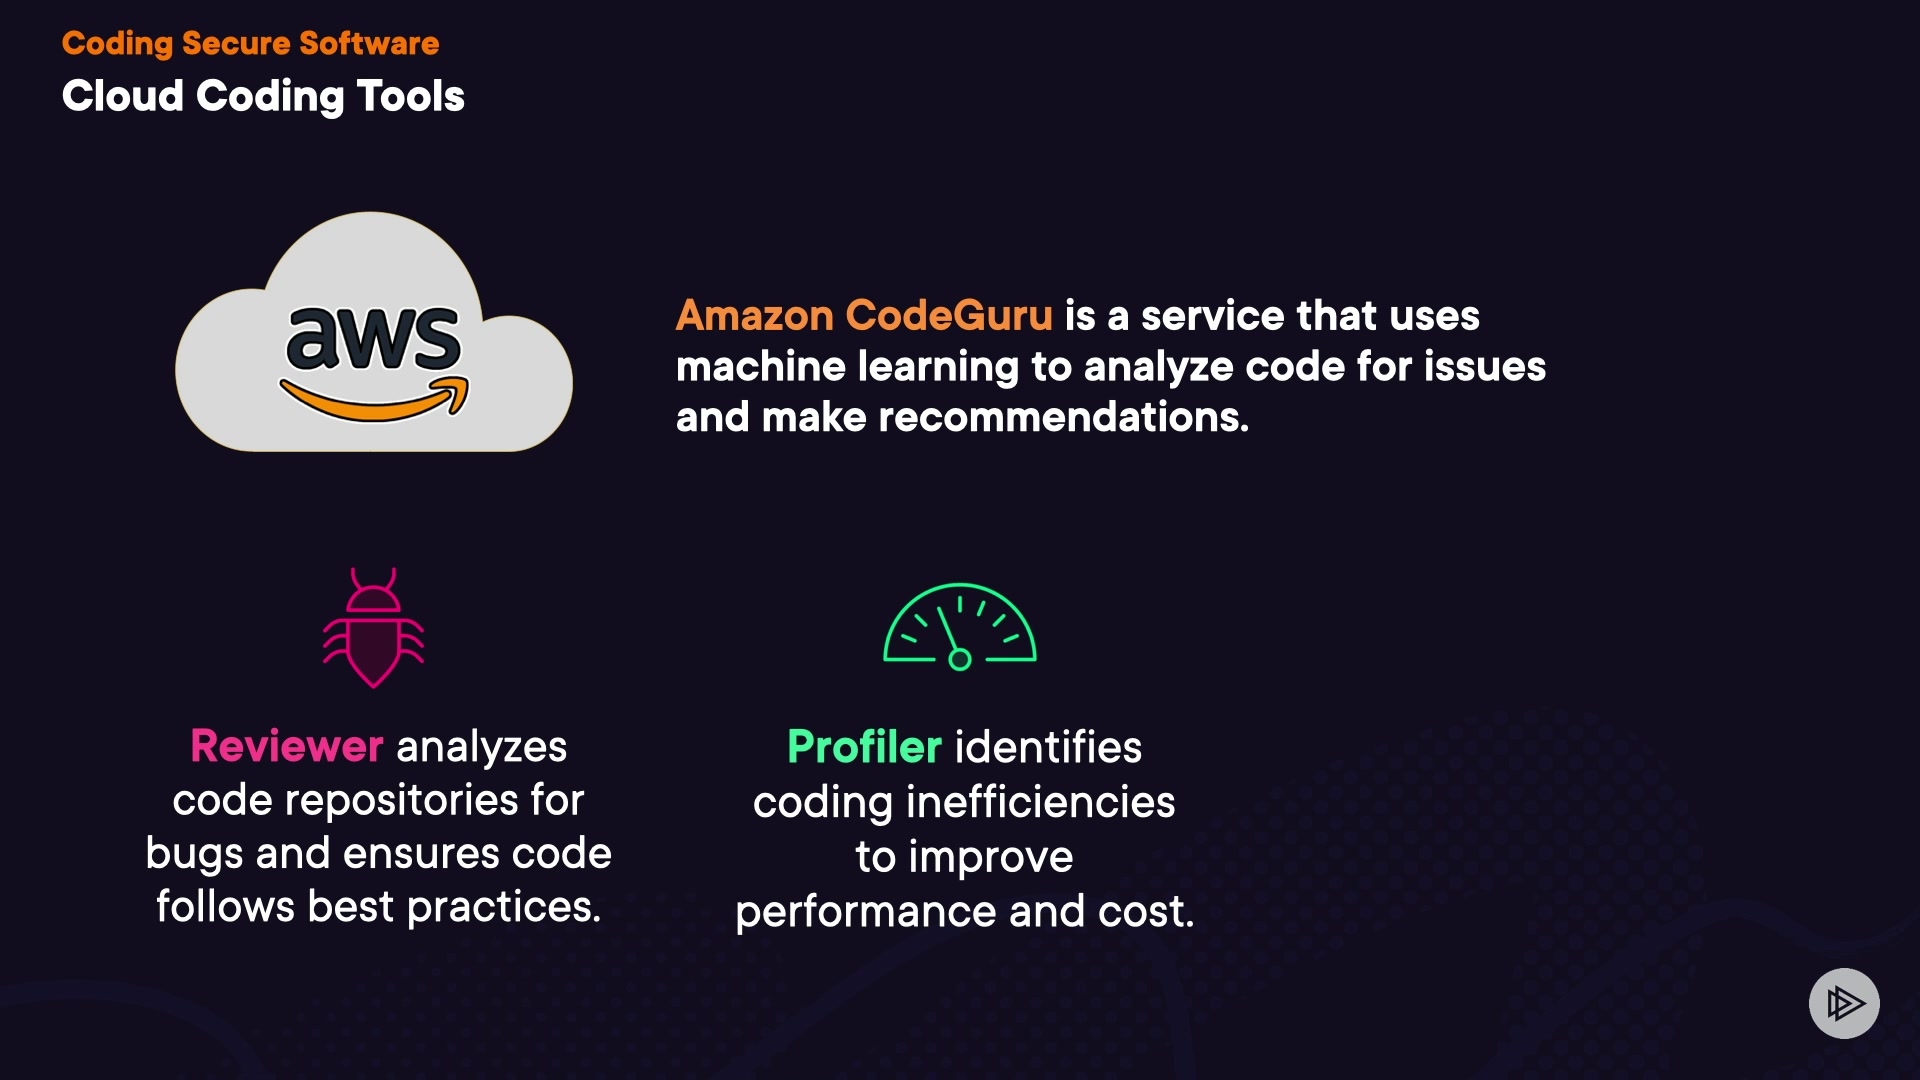 Coding Secure Software
Cloud Coding Tools
aws
Amazon CodeGuru is a service that uses
machine learning to analyze code for issues
and make recommendations.
Reviewer analyzes
code repositories for
bugs and ensures code
follows best practices.
Profiler identifies
coding inefficiencies
to improve
performance and cost.